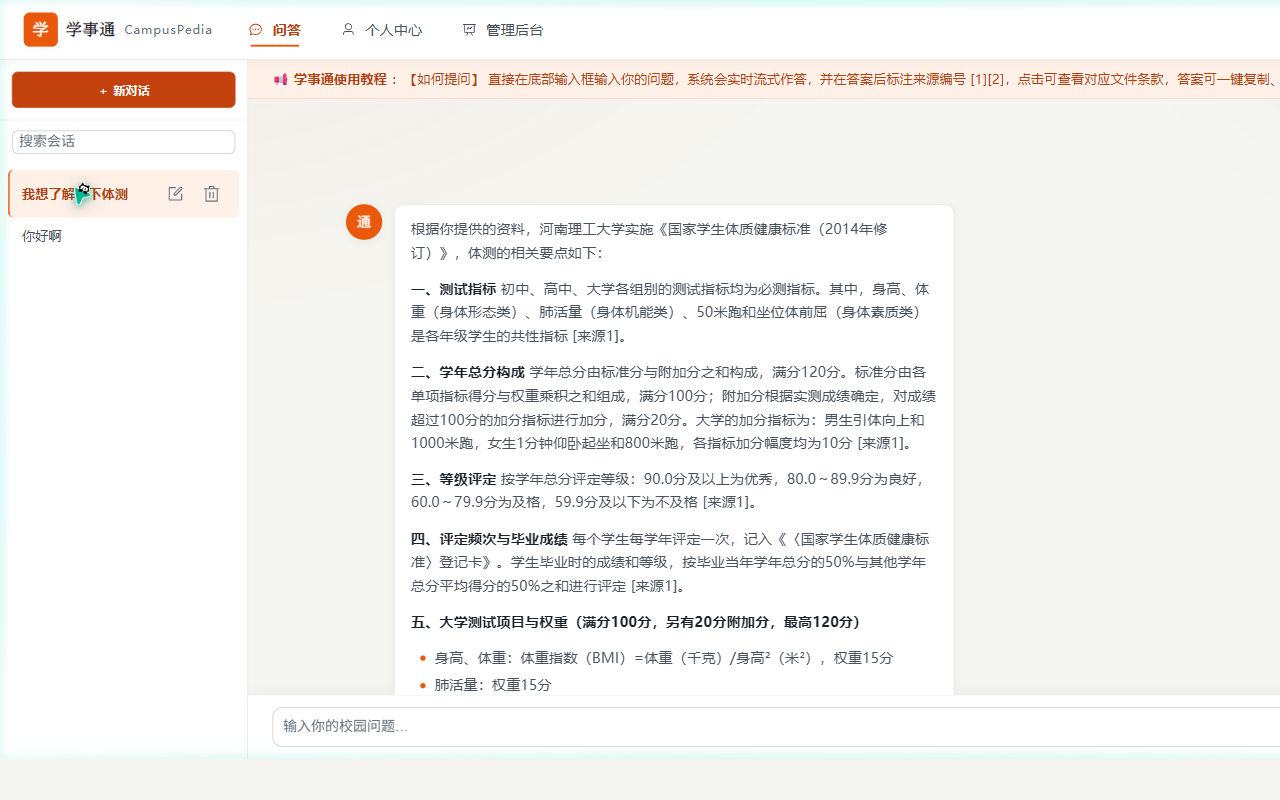 学 学事通 CampusPedia 问答 个人中心 管理后台
+ 新对话
搜索会话
我想了解 下体测
你好啊
学事通使用教程： 【如何提问】 直接在底部输入框输入你的问题，系统会实时流式作答，并在答案后标注来源编号 [1][2]，点击可查看对应文件条款，答案可一键复制、
通
根据你提供的资料，河南理工大学实施《国家学生体质健康标准（2014年修
订）》，体测的相关要点如下：
一、测试指标 初中、高中、大学各组别的测试指标均为必测指标。其中，身高、体
重（身体形态类）、肺活量（身体机能类）、50米跑和坐位体前屈（身体素质类）
是各年级学生的共性指标 [来源1]。
二、学年总分构成 学年总分由标准分与附加分之和构成，满分120分。标准分由各
单项指标得分与权重乘积之和组成，满分100分；附加分根据实测成绩确定，对成绩
超过100分的加分指标进行加分，满分20分。大学的加分指标为：男生引体向上和
1000米跑，女生1分钟仰卧起坐和800米跑，各指标加分幅度均为10分 [来源1]。
三、等级评定 按学年总分评定等级：90.0分及以上为优秀，80.0～89.9分为良好，
60.0～79.9分为及格，59.9分及以下为不及格 [来源1]。
四、评定频次与毕业成绩 每个学生每学年评定一次，记入《〈国家学生体质健康标
准〉登记卡》。学生毕业时的成绩和等级，按毕业当年学年总分的50%与其他学年
总分平均得分的50%之和进行评定 [来源1]。
五、大学测试项目与权重（满分100分，另有20分附加分，最高120分）
• 身高、体重：体重指数（BMI）=体重（千克）/身高²（米²），权重15分
• 肺活量：权重15分
输入你的校园问题...